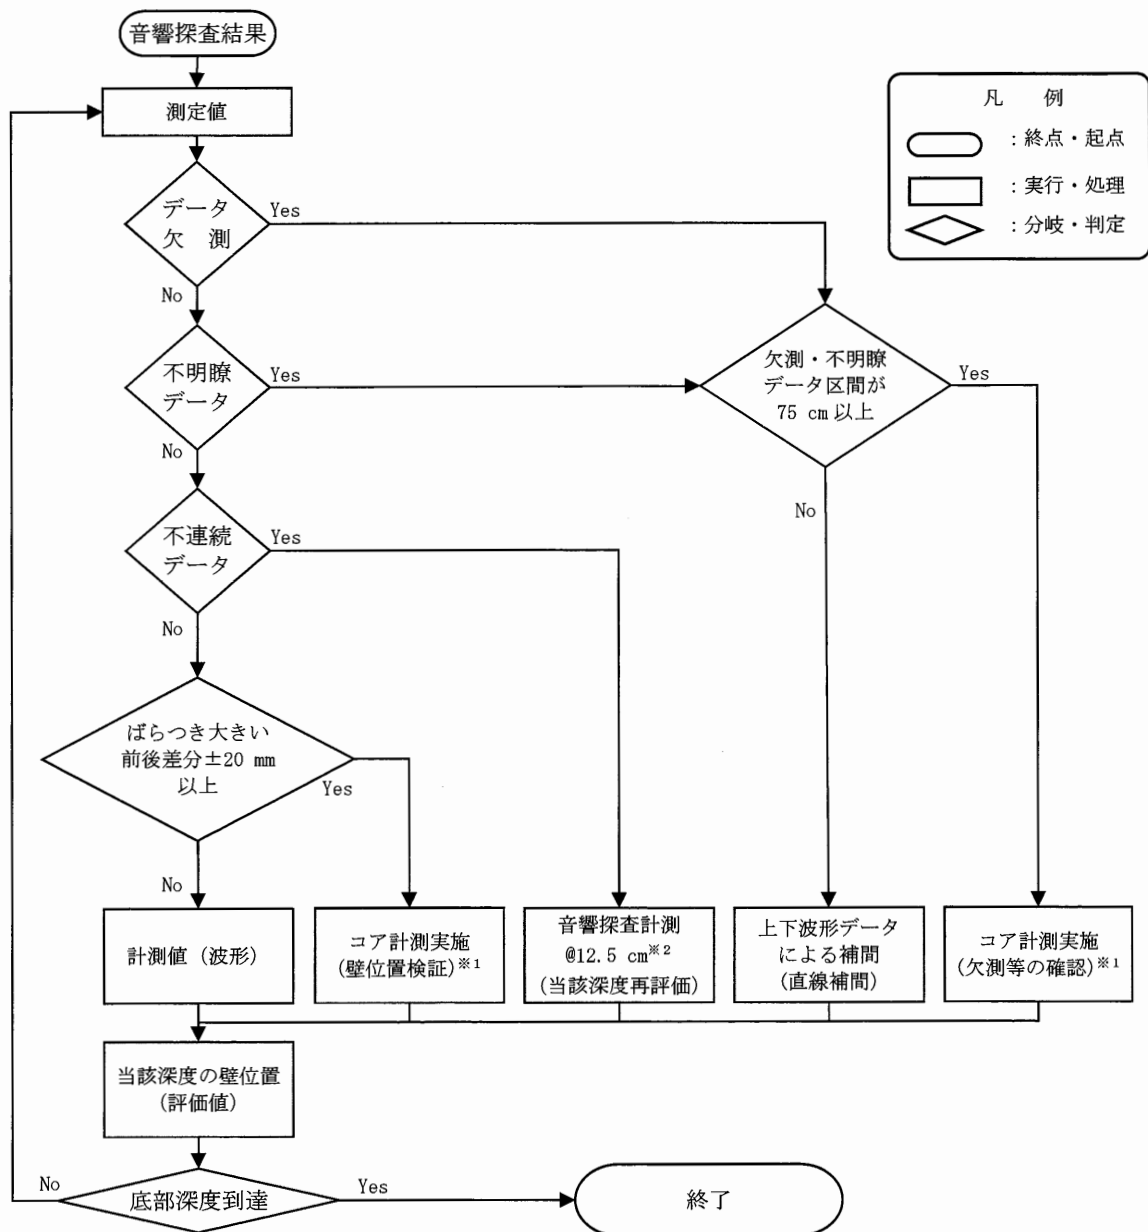 音響探査結果
測定値
凡 例
：終点・起点
：実行・処理
：分岐・判定
データ
欠 測
Yes
No
不明瞭
データ
Yes
No
欠測・不明瞭
データ区間が
75 cm 以上
Yes
No
不連続
データ
Yes
No
ばらつき大きい
前後差分±20 mm
以上
Yes
No
計測値（波形）
コア計測実施
(壁位置検証)※1
音響探査計測
@12.5 cm※2
(当該深度再評価)
上下波形データ
による補間
(直線補間)
コア計測実施
(欠測等の確認)※1
当該深度の壁位置
(評価値)
No
底部深度到達
Yes
終了